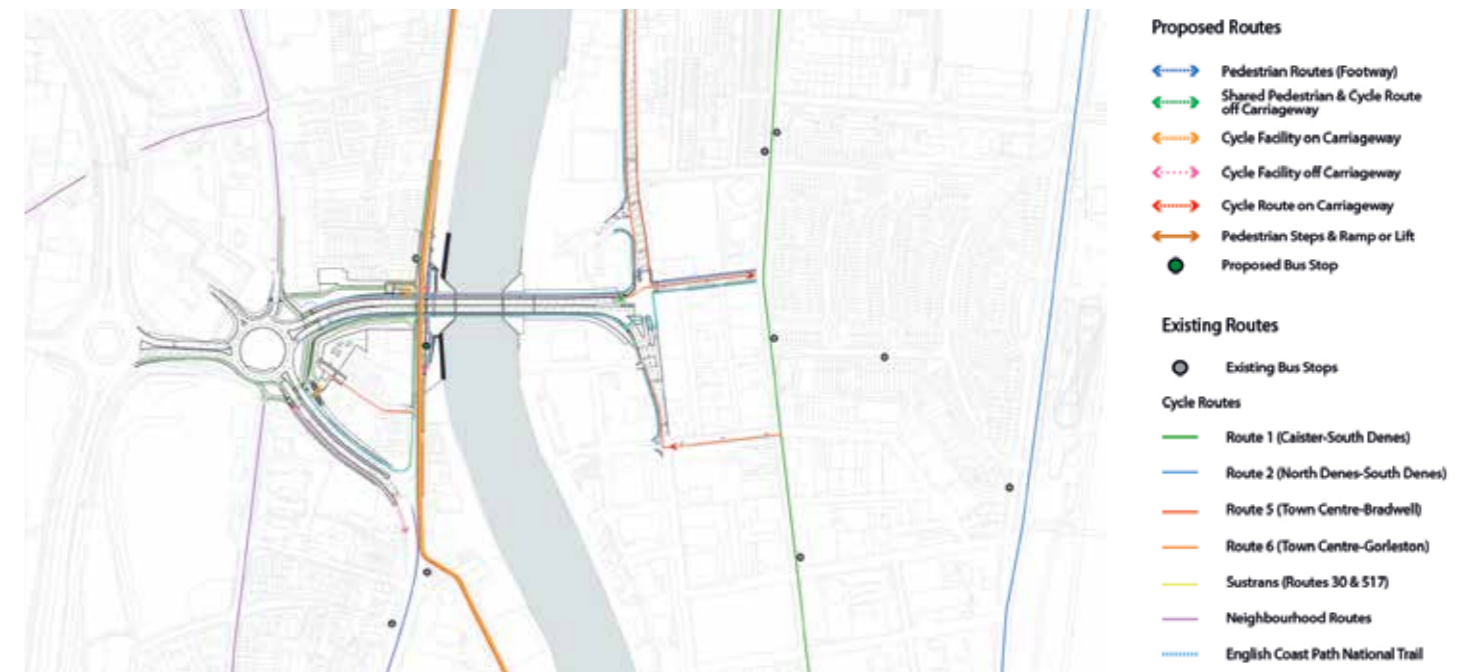 Proposed Routes
Pedestrian Routes (Footway)
Shared Pedestrian & Cycle Route
off Carriageway
Cycle Facility on Carriageway
Cycle Facility off Carriageway
Cycle Route on Carriageway
Pedestrian Steps & Ramp or Lift
Proposed Bus Stop
Existing Routes
Existing Bus Stops
Cycle Routes
Route 1 (Caister-South Denes)
Route 2 (North Denes-South Denes)
Route 5 (Town Centre-Bradwell)
Route 6 (Town Centre-Gorleston)
Sustrans (Routes 30 & 517)
Neighbourhood Routes
English Coast Path National Trail